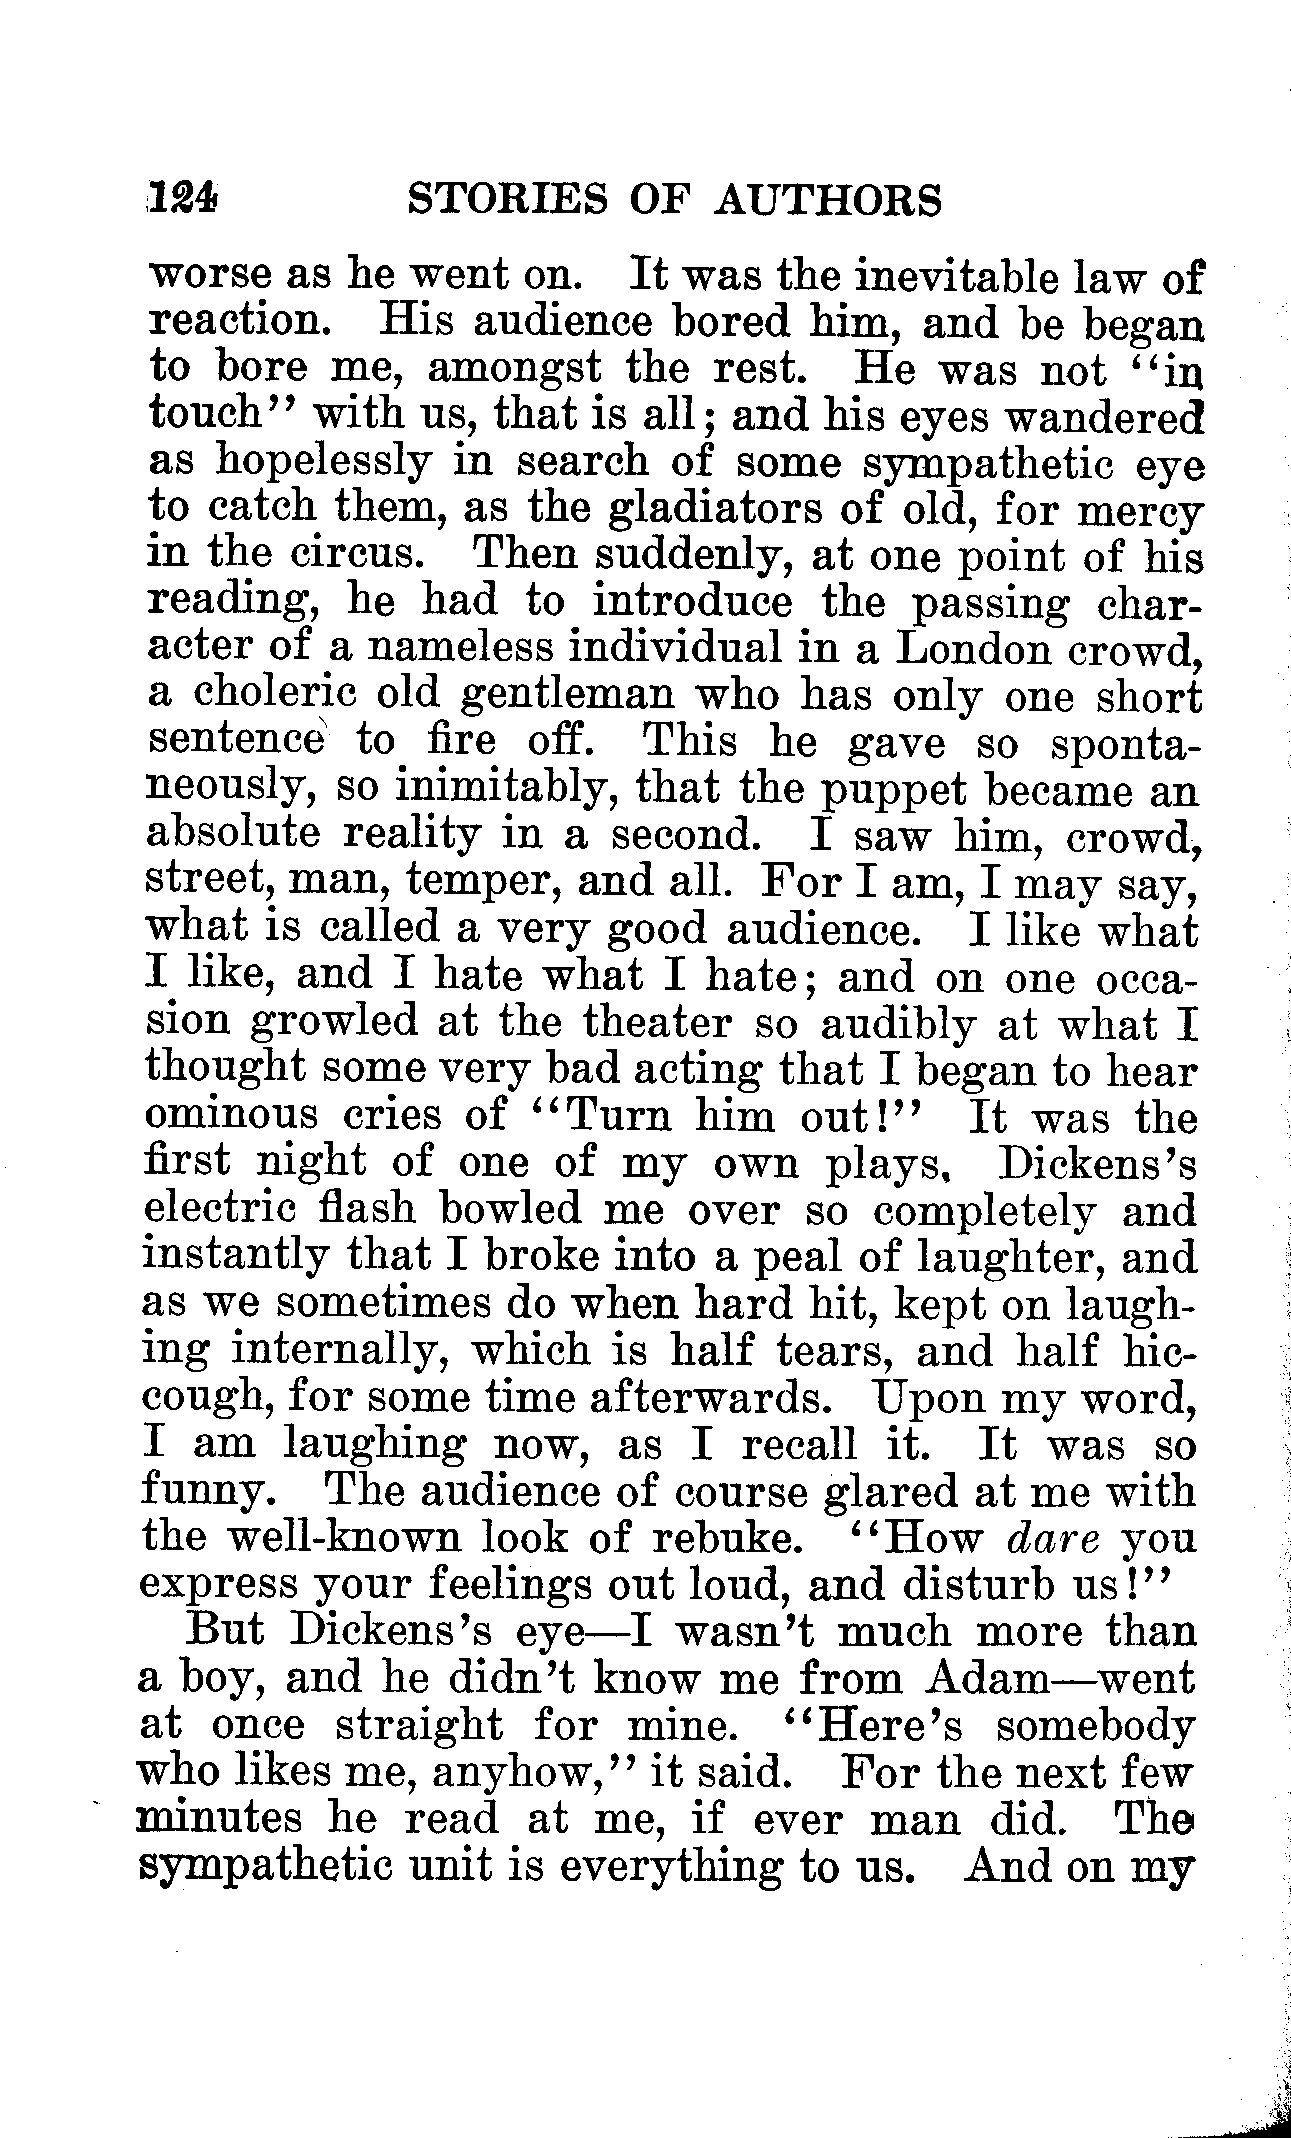 124 STORIES OF AUTHORS
worse as he went on. It was the inevitable law of
reaction. His audience bored him, and be began
to bore me, amongst the rest. He was not "in
touch" with us, that is all; and his eyes wandered
as hopelessly in search of some sympathetic eye
to catch them, as the gladiators of old, for mercy
in the circus. Then suddenly, at one point of his
reading, he had to introduce the passing char-
acter of a nameless individual in a London crowd,
a choleric old gentleman who has only one short
sentence to fire off. This he gave so sponta-
neously, so inimitably, that the puppet became an
absolute reality in a second. I saw him, crowd,
street, man, temper, and all. For I am, I may say,
what is called a very good audience. I like what
I like, and I hate what I hate; and on one occa-
sion growled at the theater so audibly at what I
thought some very bad acting that I began to hear
ominous cries of "Turn him out!" It was the
first night of one of my own plays. Dickens's
electric flash bowled me over so completely and
instantly that I broke into a peal of laughter, and
as we sometimes do when hard hit, kept on laugh-
ing internally, which is half tears, and half hic-
cough, for some time afterwards. Upon my word,
I am laughing now, as I recall it. It was so
funny. The audience of course glared at me with
the well-known look of rebuke. "How dare you
express your feelings out loud, and disturb us!"
But Dickens's eye—I wasn't much more than
a boy, and he didn't know me from Adam—went
at once straight for mine. "Here's somebody
who likes me, anyhow," it said. For the next few
minutes he read at me, if ever man did. The
sympathetic unit is everything to us. And on my